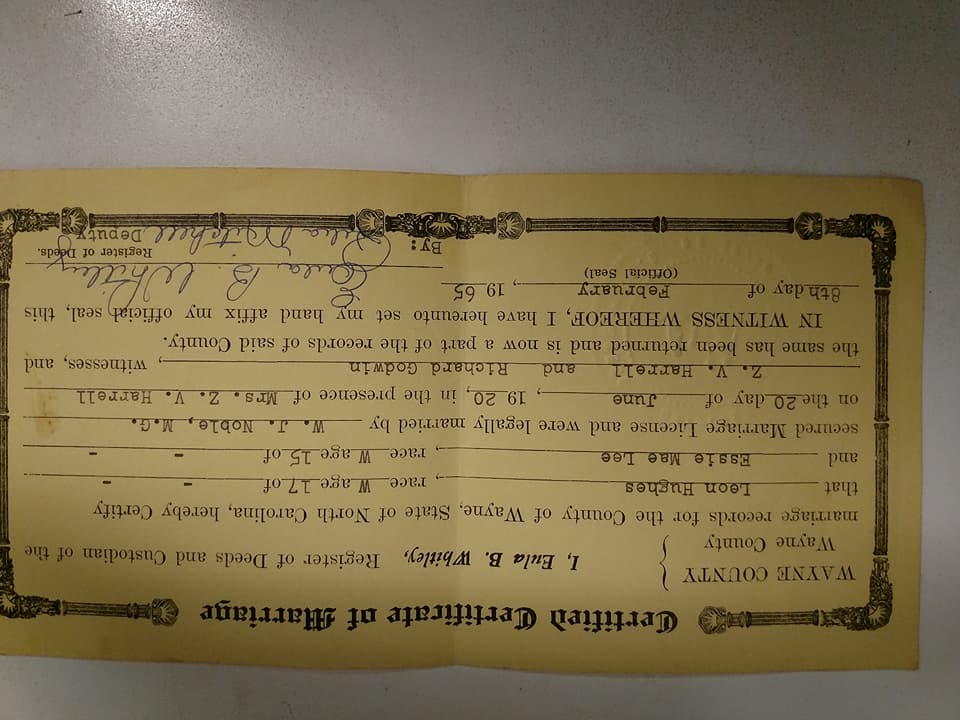 Certified Certificate of Marriage
WAYNE COUNTY
Wayne County
I, Eula B. Whitley, Register of Deeds and Custodian of the
marriage records for the County of Wayne, State of North Carolina, hereby Certify
that Leon Hughes, race W age 17 of - -
and Essie Mae Lee, race W age 15 of - -
secured Marriage License and were legally married by W. J. Noble, M.G.
on the 20 day of June, 19 20, in the presence of Mrs. Z. V. Harrell
Z. V. Harrell and Richard Godwin, witnesses, and
the same has been returned and is now a part of the records of said County.
IN WITNESS WHEREOF, I have hereunto set my hand affix my official seal, this
8th day of February, 19 65
(Official Seal)
Eula B. Whitley
Register of Deeds.
By: Julia Mitchell Deputy